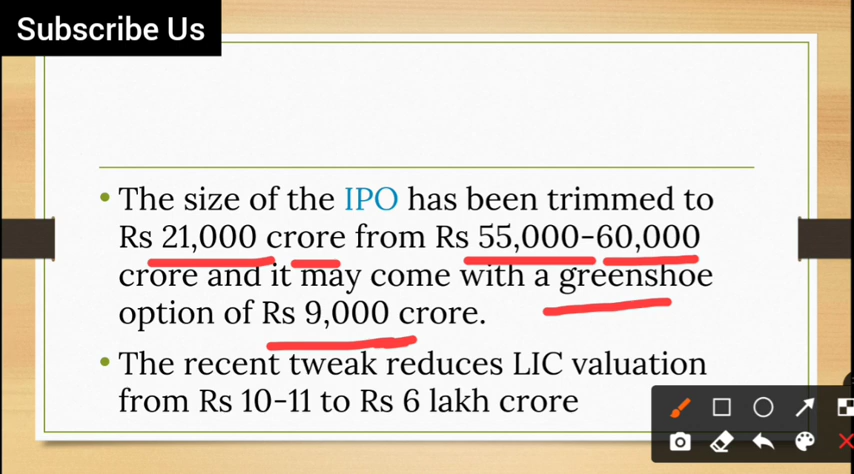 Subscribe Us
• The size of the IPO has been trimmed to
Rs 21,000 crore from Rs 55,000-60,000
crore and it may come with a greenshoe
option of Rs 9,000 crore.
• The recent tweak reduces LIC valuation
from Rs 10-11 to Rs 6 lakh crore